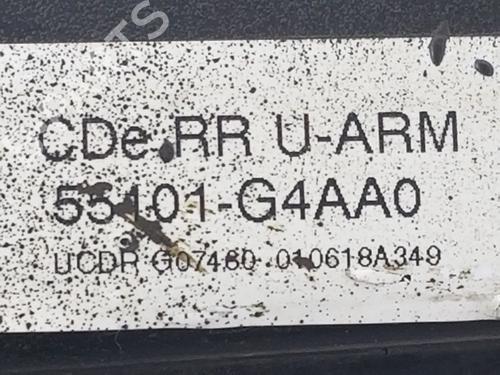 CDe RR U-ARM
55101-G4AA0
UCDR G07460 010618A349